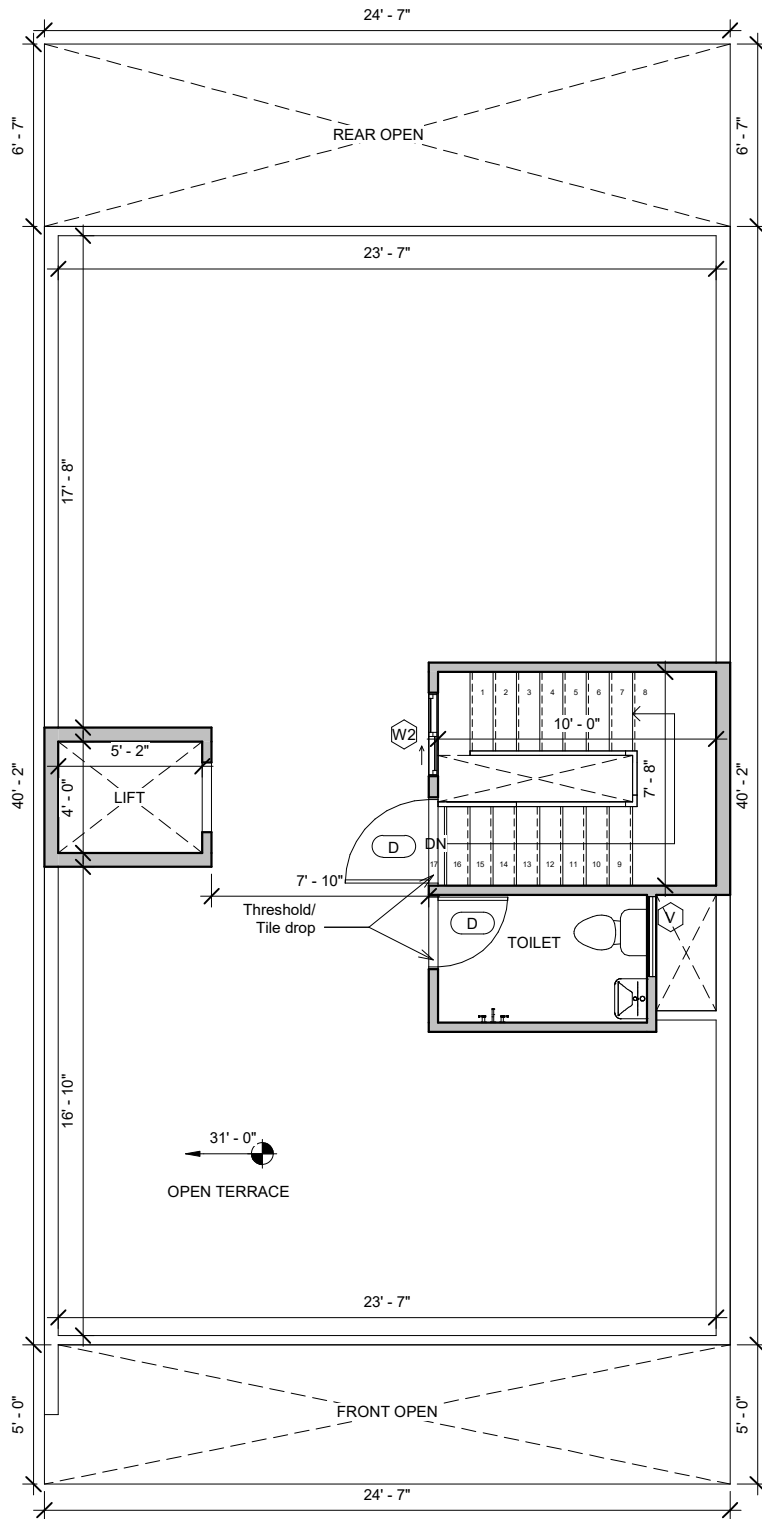 24' - 7"
6' - 7"
REAR OPEN
6' - 7"
23' - 7"
17' - 8"
1 2 3 4 5 6 7 8
10' - 0"
W2
5' - 2"
4' - 0"
LIFT
7' - 8"
40' - 2"
40' - 2"
D
DN
17 16 15 14 13 12 11 10 9
7' - 10"
Threshold/
Tile drop
D
V
TOILET
16' - 10"
31' - 0"
OPEN TERRACE
23' - 7"
5' - 0"
FRONT OPEN
5' - 0"
24' - 7"